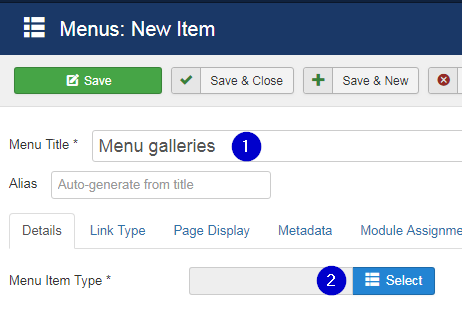 Menus: New Item
Save Save & Close Save & New
Menu Title * Menu galleries 1
Alias Auto-generate from title
Details Link Type Page Display Metadata Module Assignme
Menu Item Type * 2 Select